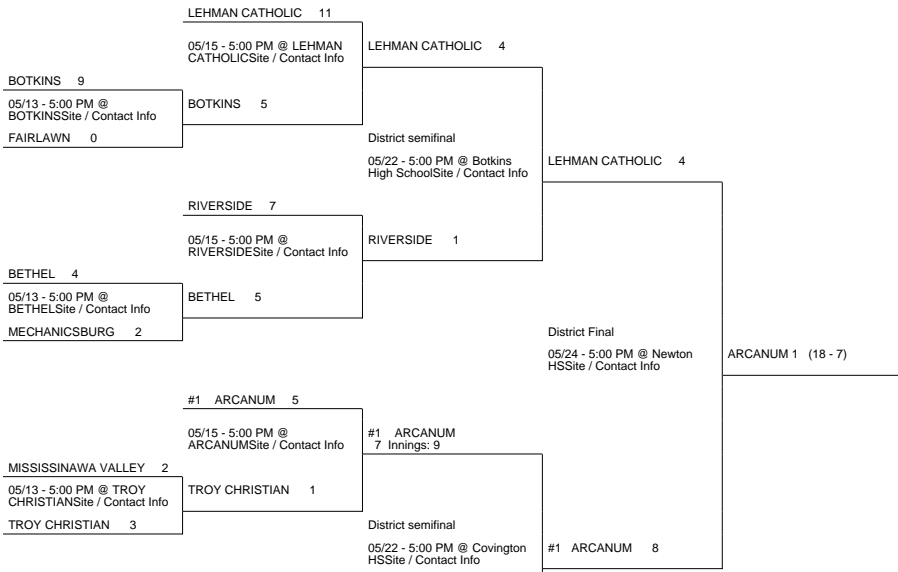 LEHMAN CATHOLIC 11
05/15 - 5:00 PM @ LEHMAN
CATHOLICSite / Contact Info
LEHMAN CATHOLIC 4
BOTKINS 9
05/13 - 5:00 PM @
BOTKINSSite / Contact Info
BOTKINS 5
FAIRLAWN 0
District semifinal
05/22 - 5:00 PM @ Botkins
High SchoolSite / Contact Info
LEHMAN CATHOLIC 4
RIVERSIDE 7
05/15 - 5:00 PM @
RIVERSIDESite / Contact Info
RIVERSIDE 1
BETHEL 4
05/13 - 5:00 PM @
BETHELSite / Contact Info
BETHEL 5
MECHANICSBURG 2
District Final
05/24 - 5:00 PM @ Newton
HSSite / Contact Info
ARCANUM 1 (18 - 7)
#1 ARCANUM 5
05/15 - 5:00 PM @
ARCANUMSite / Contact Info
#1 ARCANUM
7 Innings: 9
MISSISSINAWA VALLEY 2
05/13 - 5:00 PM @ TROY
CHRISTIANSite / Contact Info
TROY CHRISTIAN 1
TROY CHRISTIAN 3
District semifinal
05/22 - 5:00 PM @ Covington
HSSite / Contact Info
#1 ARCANUM 8